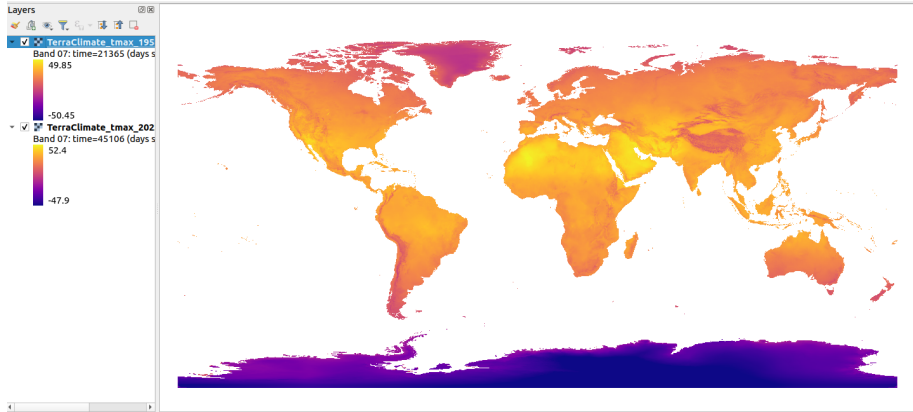 Layers
TerraClimate_tmax_195
Band 07: time=21365 (days s
49.85
-50.45
TerraClimate_tmax_202
Band 07: time=45106 (days s
52.4
-47.9